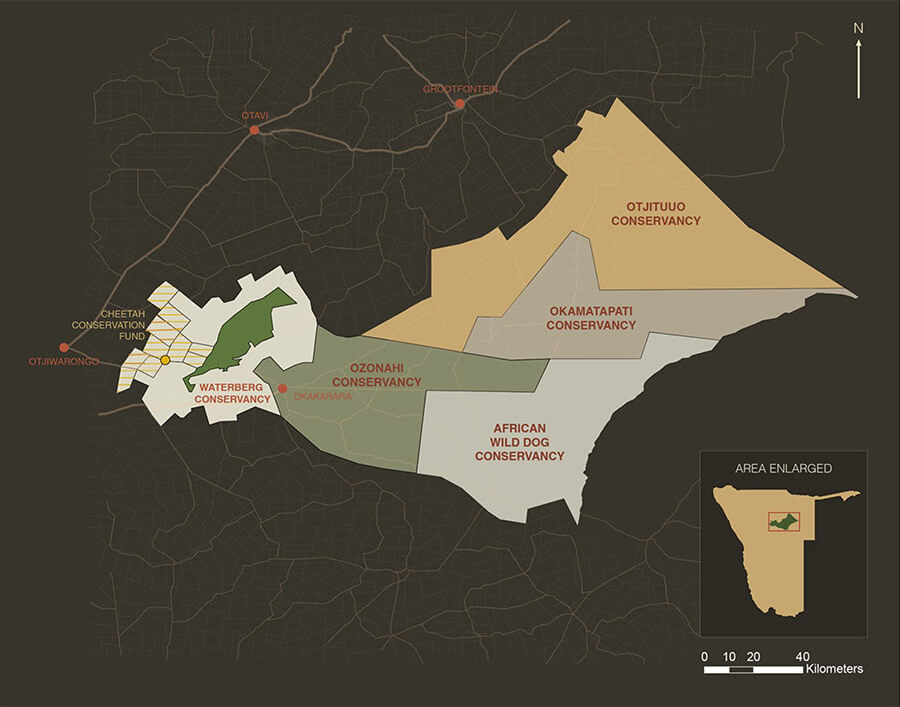 N
GROOTFONTEIN
OTAVI
OTJITUUO
CONSERVANCY
CHEETAH
CONSERVATION
FUND
OKAMATAPATI
CONSERVANCY
OTJIWARONGO
OZONAHI
CONSERVANCY
WATERBERG
CONSERVANCY
OKAKARARA
AFRICAN
WILD DOG
CONSERVANCY
AREA ENLARGED
0 10 20 40
Kilometers